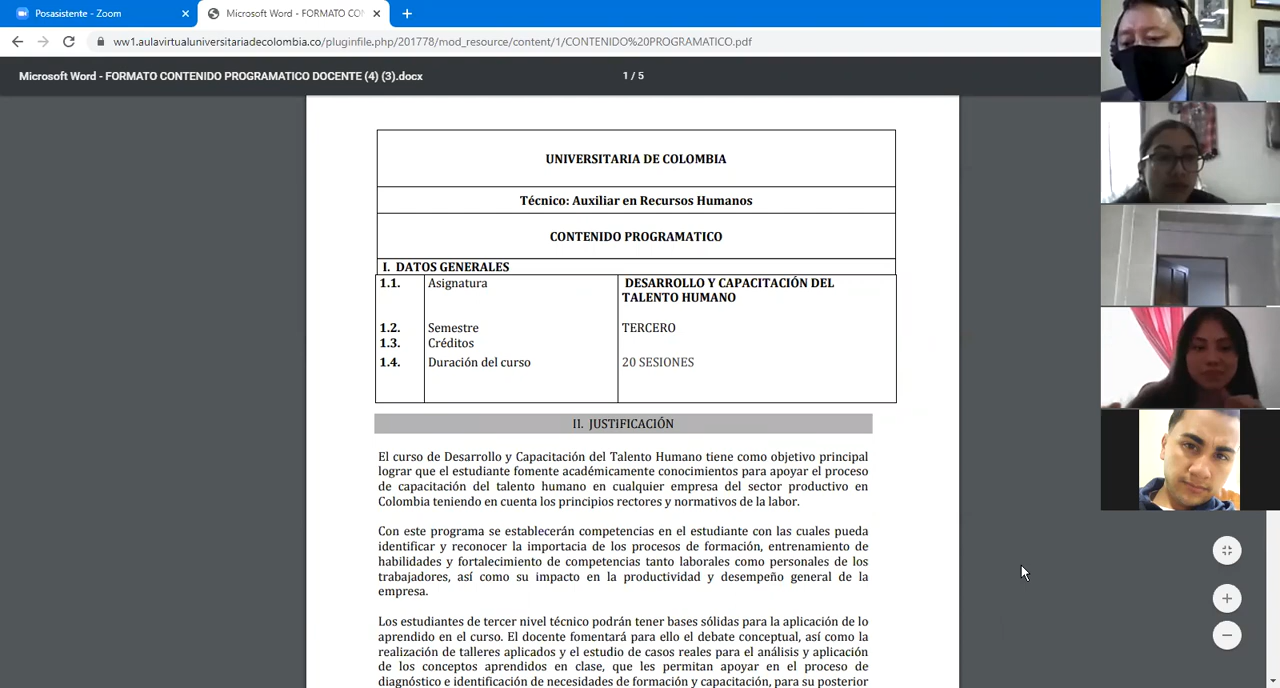 Posasistente - Zoom
Microsoft Word - FORMATO CON
ww1.aulavirtualuniversitariadecolombia.co/pluginfile.php/201778/mod_resource/content/1/CONTENIDO%20PROGRAMATICO.pdf
Microsoft Word - FORMATO CONTENIDO PROGRAMATICO DOCENTE (4) (3).docx
1 / 5
UNIVERSITARIA DE COLOMBIA
Técnico: Auxiliar en Recursos Humanos
CONTENIDO PROGRAMATICO
I. DATOS GENERALES
1.1. Asignatura DESARROLLO Y CAPACITACIÓN DEL
TALENTO HUMANO
1.2. Semestre TERCERO
1.3. Créditos
1.4. Duración del curso 20 SESIONES
II. JUSTIFICACIÓN
El curso de Desarrollo y Capacitación del Talento Humano tiene como objetivo principal
lograr que el estudiante fomente académicamente conocimientos para apoyar el proceso
de capacitación del talento humano en cualquier empresa del sector productivo en
Colombia teniendo en cuenta los principios rectores y normativos de la labor.
Con este programa se establecerán competencias en el estudiante con las cuales pueda
identificar y reconocer la importacia de los procesos de formación, entrenamiento de
habilidades y fortalecimiento de competencias tanto laborales como personales de los
trabajadores, así como su impacto en la productividad y desempeño general de la
empresa.
Los estudiantes de tercer nivel técnico podrán tener bases sólidas para la aplicación de lo
aprendido en el curso. El docente fomentará para ello el debate conceptual, así como la
realización de talleres aplicados y el estudio de casos reales para el análisis y aplicación
de los conceptos aprendidos en clase, que les permitan apoyar en el proceso de
diagnóstico e identificación de necesidades de formación y capacitación, para su posterior